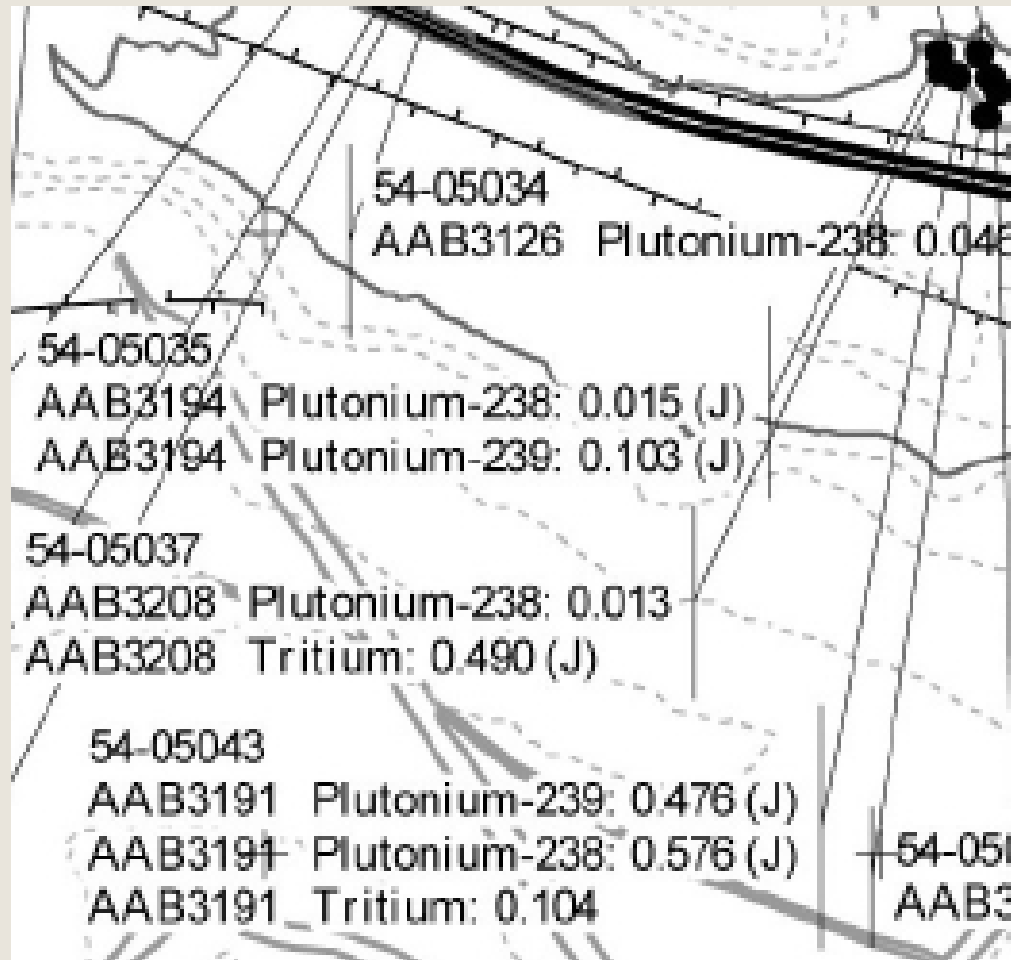 54-05034
AAB3126 Plutonium-238: 0.046
54-05035
AAB3194 Plutonium-238: 0.015 (J)
AAB3194 Plutonium-239: 0.103 (J)
54-05037
AAB3208 Plutonium-238: 0.013
AAB3208 Tritium: 0.490 (J)
54-05043
AAB3191 Plutonium-239: 0.476 (J)
AAB3191 Plutonium-238: 0.576 (J)
AAB3191 Tritium: 0.104